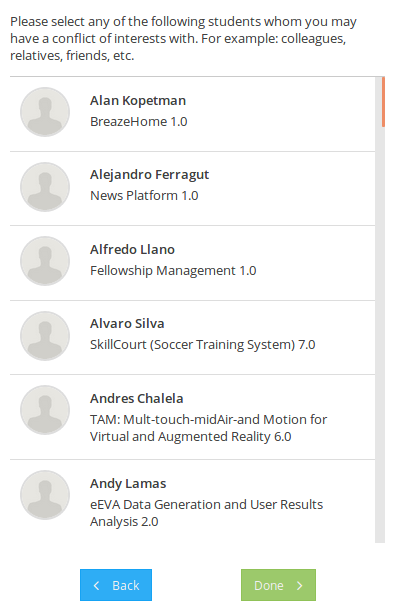 Please select any of the following students whom you may
have a conflict of interests with. For example: colleagues,
relatives, friends, etc.
Alan Kopetman
BreazeHome 1.0
Alejandro Ferragut
News Platform 1.0
Alfredo Llano
Fellowship Management 1.0
Alvaro Silva
SkillCourt (Soccer Training System) 7.0
Andres Chalela
TAM: Mult-touch-midAir-and Motion for
Virtual and Augmented Reality 6.0
Andy Lamas
eEVA Data Generation and User Results
Analysis 2.0
Back
Done